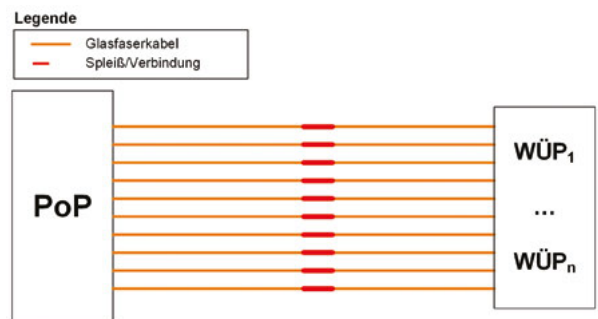 Legende
Glasfaserkabel
Spleiß/Verbindung
PoP
WÜP₁
...
WÜPₙ